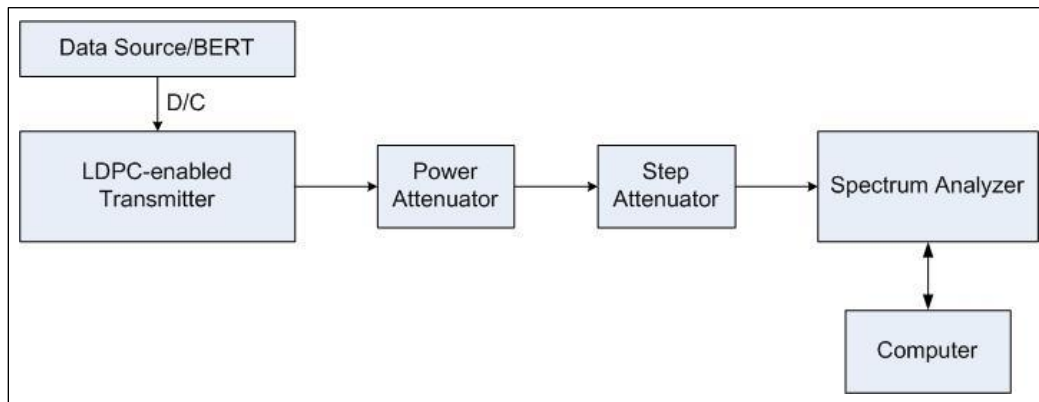 Data Source/BERT
D/C
LDPC-enabled
Transmitter
Power
Attenuator
Step
Attenuator
Spectrum Analyzer
Computer